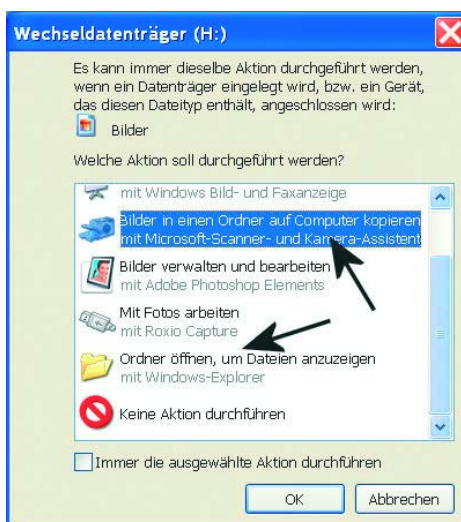 Wechseldatenträger (H:)
Es kann immer dieselbe Aktion durchgeführt werden,
wenn ein Datenträger eingelegt wird, bzw. ein Gerät,
das diesen Dateityp enthält, angeschlossen wird:
Bilder
Welche Aktion soll durchgeführt werden?
mit Windows Bild- und Faxanzeige
Bilder in einen Ordner auf Computer kopieren
mit Microsoft-Scanner- und Kamera-Assistent
Bilder verwalten und bearbeiten
mit Adobe Photoshop Elements
Mit Fotos arbeiten
mit Roxio Capture
Ordner öffnen, um Dateien anzuzeigen
mit Windows-Explorer
Keine Aktion durchführen
Immer die ausgewählte Aktion durchführen
OK Abbrechen